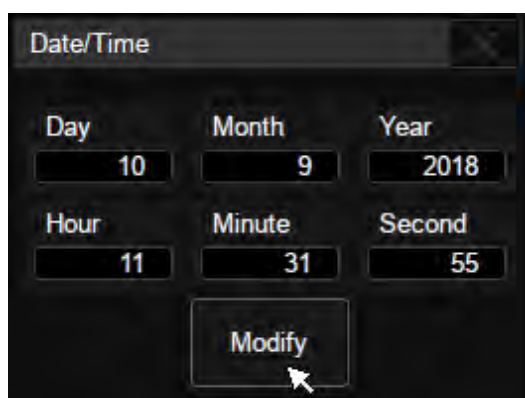 Date/Time
Day Month Year
10 9 2018
Hour Minute Second
11 31 55
Modify